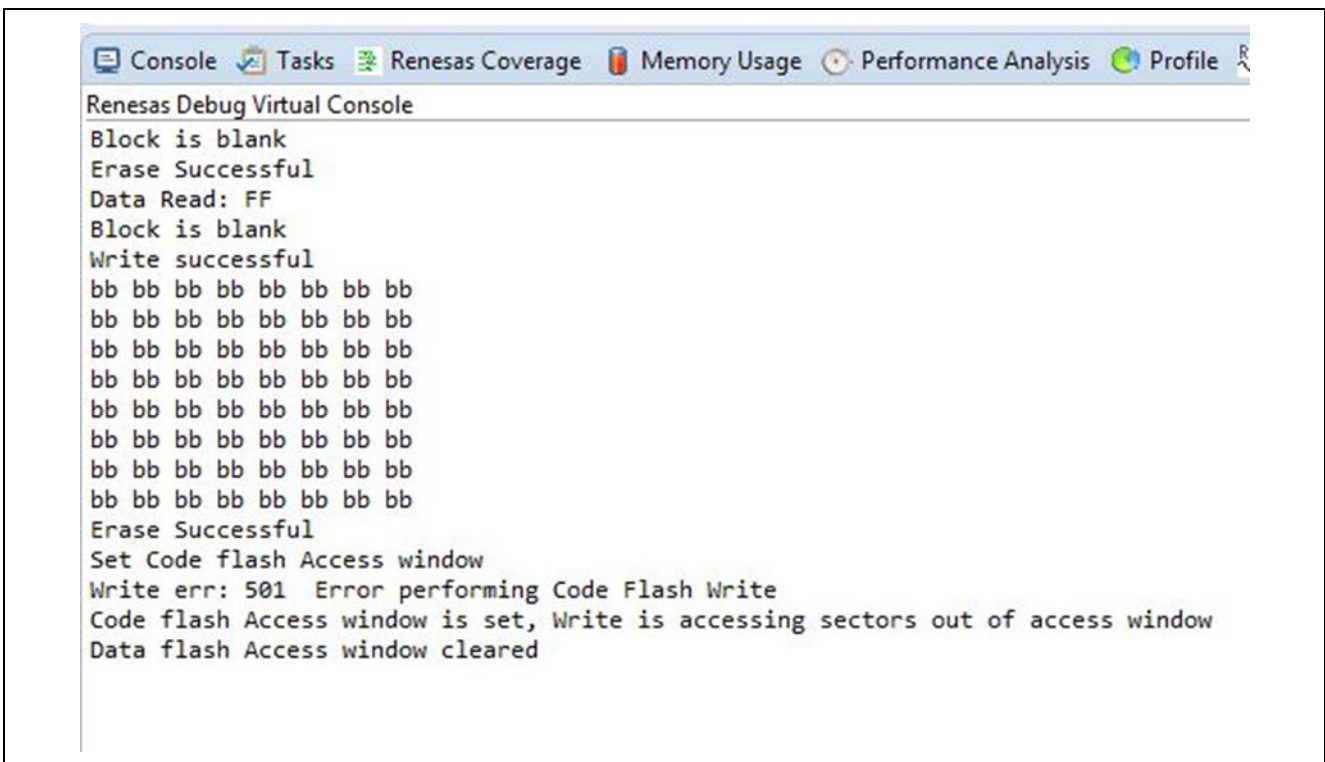 Console Tasks Renesas Coverage Memory Usage Performance Analysis Profile
Renesas Debug Virtual Console
Block is blank
Erase Successful
Data Read: FF
Block is blank
Write successful
bb bb bb bb bb bb bb bb
bb bb bb bb bb bb bb bb
bb bb bb bb bb bb bb bb
bb bb bb bb bb bb bb bb
bb bb bb bb bb bb bb bb
bb bb bb bb bb bb bb bb
bb bb bb bb bb bb bb bb
bb bb bb bb bb bb bb bb
Erase Successful
Set Code flash Access window
Write err: 501  Error performing Code Flash Write
Code flash Access window is set, Write is accessing sectors out of access window
Data flash Access window cleared